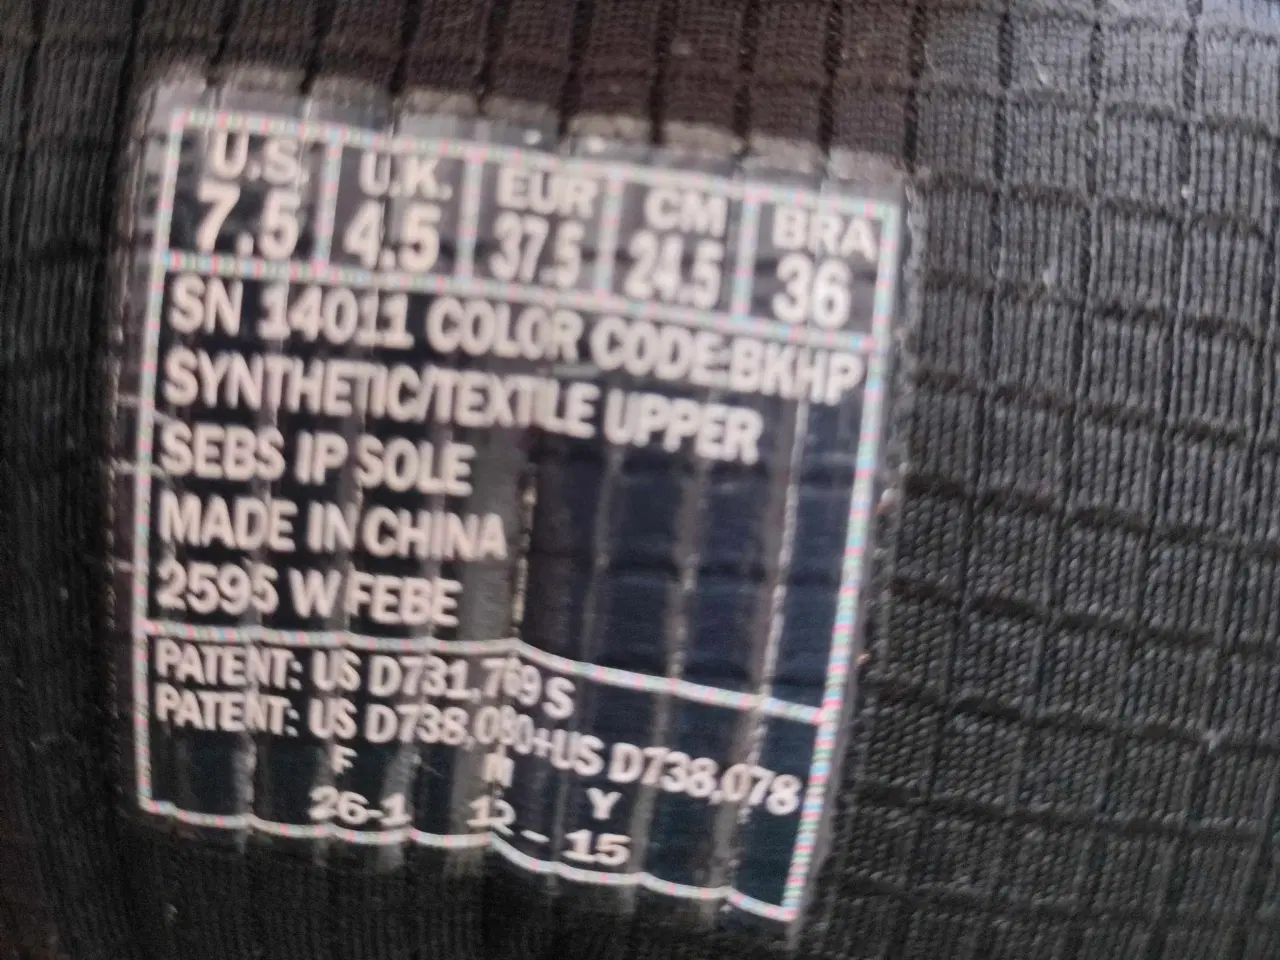 U.S. U.K. EUR CM BRA
7.5 4.5 37.5 24.5 36
SN 14011 COLOR CODE:BKHP
SYNTHETIC/TEXTILE UPPER
SEBS IP SOLE
MADE IN CHINA
2595 W FEBE
PATENT: US D731,769 S
PATENT: US D738,080+US D738,078
F M Y
26-1 12 - 15